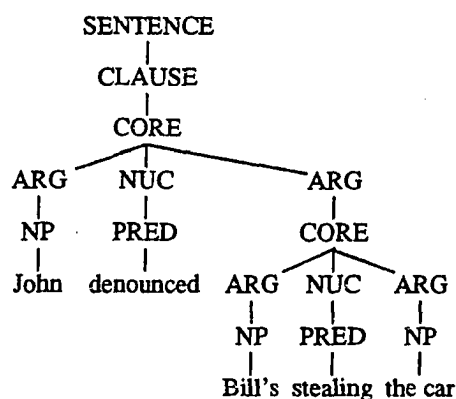 SENTENCE
CLAUSE
CORE
ARG NUC ARG
NP PRED CORE
John denounced ARG NUC ARG
NP PRED NP
Bill's stealing the car